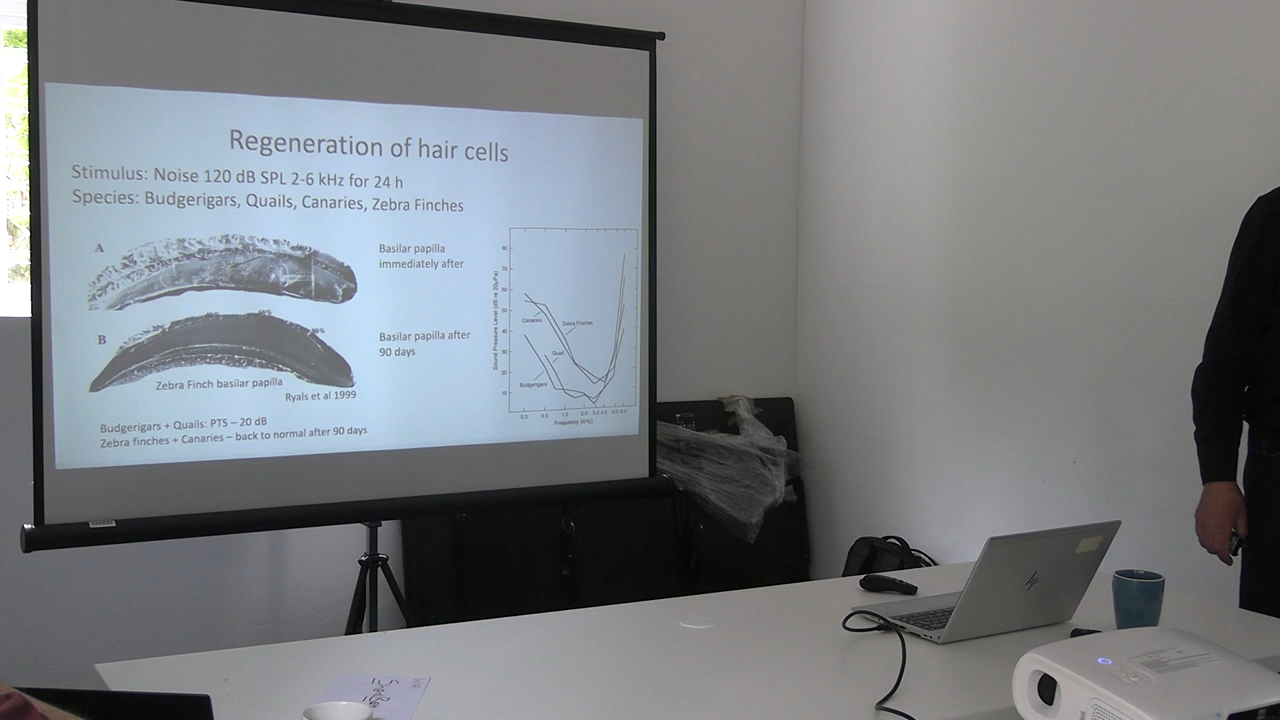 Regeneration of hair cells
Stimulus: Noise 120 dB SPL 2-6 kHz for 24 h
Species: Budgerigars, Quails, Canaries, Zebra Finches
A
Basilar papilla
immediately after
B
Basilar papilla after
90 days
Zebra Finch basilar papilla
Ryals et al 1999
Budgerigars + Quails: PTS – 20 dB
Zebra finches + Canaries – back to normal after 90 days
Sound Pressure Level (dB re 20µPa)
Canaries
Zebra Finches
Quail
Budgerigars
Frequency (kHz)
hp